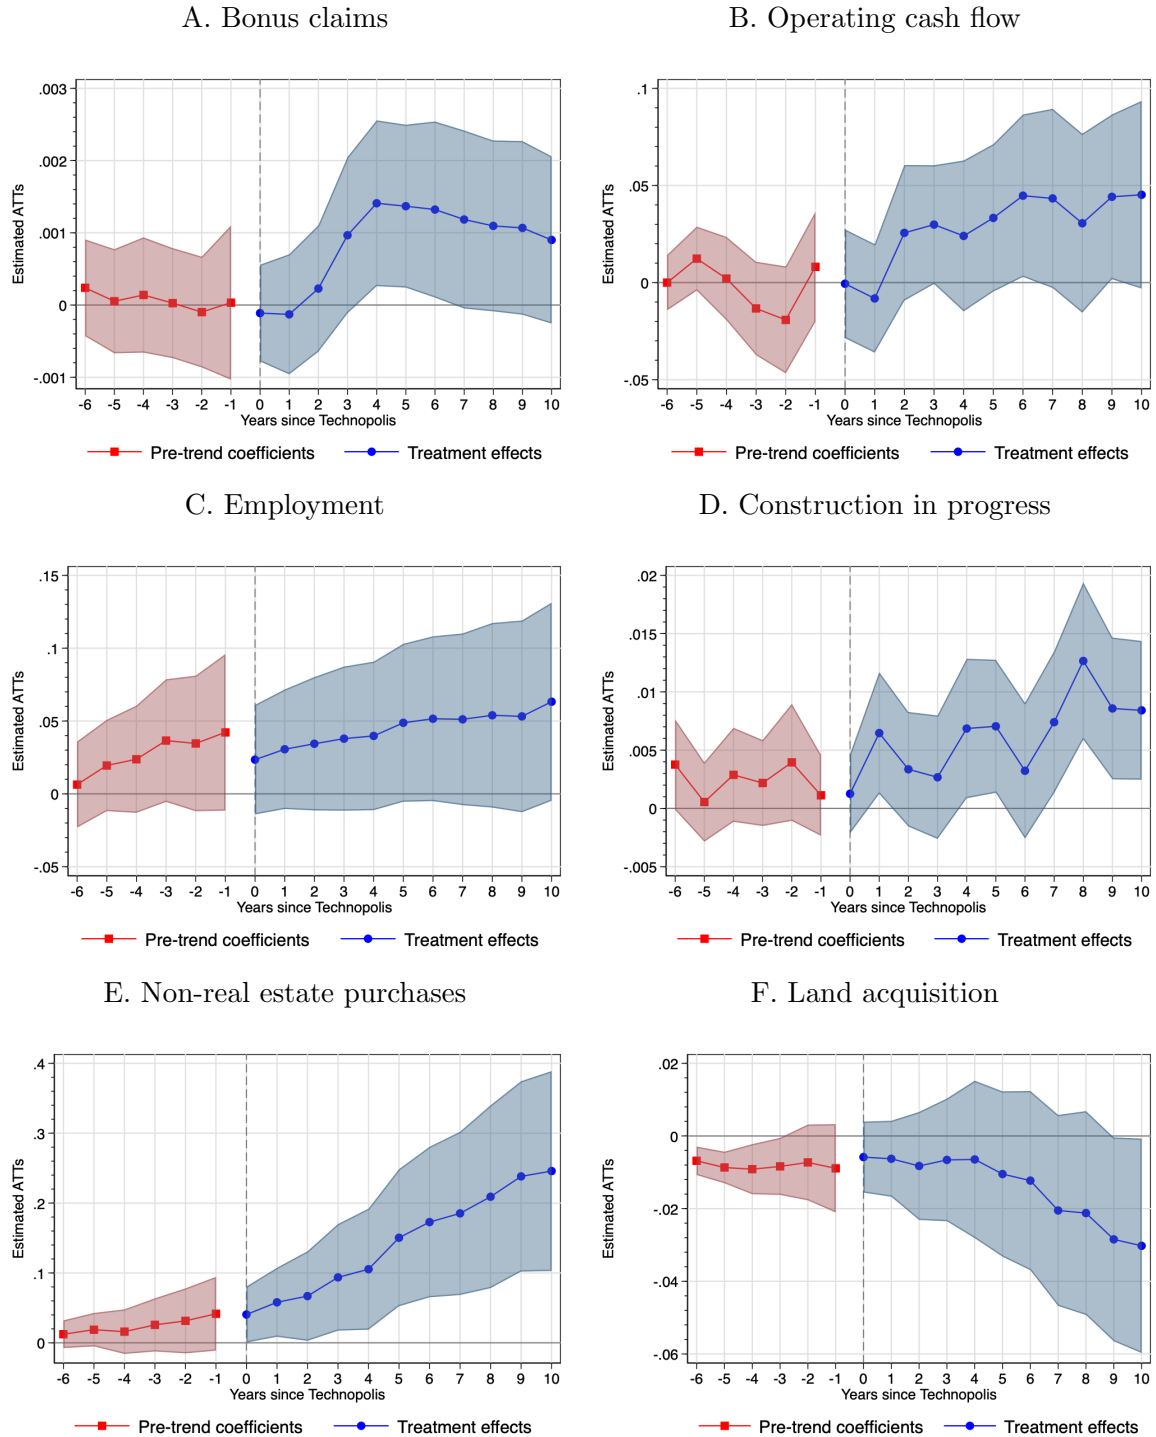 A. Bonus claims
.003
.002
.001
0
-.001
Estimated ATTs
-6 -5 -4 -3 -2 -1 0 1 2 3 4 5 6 7 8 9 10
Years since Technopolis
Pre-trend coefficients Treatment effects
B. Operating cash flow
.1
.05
0
-.05
Estimated ATTs
-6 -5 -4 -3 -2 -1 0 1 2 3 4 5 6 7 8 9 10
Years since Technopolis
Pre-trend coefficients Treatment effects
C. Employment
.15
.1
.05
0
-.05
Estimated ATTs
-6 -5 -4 -3 -2 -1 0 1 2 3 4 5 6 7 8 9 10
Years since Technopolis
Pre-trend coefficients Treatment effects
D. Construction in progress
.02
.015
.01
.005
0
-.005
Estimated ATTs
-6 -5 -4 -3 -2 -1 0 1 2 3 4 5 6 7 8 9 10
Years since Technopolis
Pre-trend coefficients Treatment effects
E. Non-real estate purchases
.4
.3
.2
.1
0
Estimated ATTs
-6 -5 -4 -3 -2 -1 0 1 2 3 4 5 6 7 8 9 10
Years since Technopolis
Pre-trend coefficients Treatment effects
F. Land acquisition
.02
0
-.02
-.04
-.06
Estimated ATTs
-6 -5 -4 -3 -2 -1 0 1 2 3 4 5 6 7 8 9 10
Years since Technopolis
Pre-trend coefficients Treatment effects